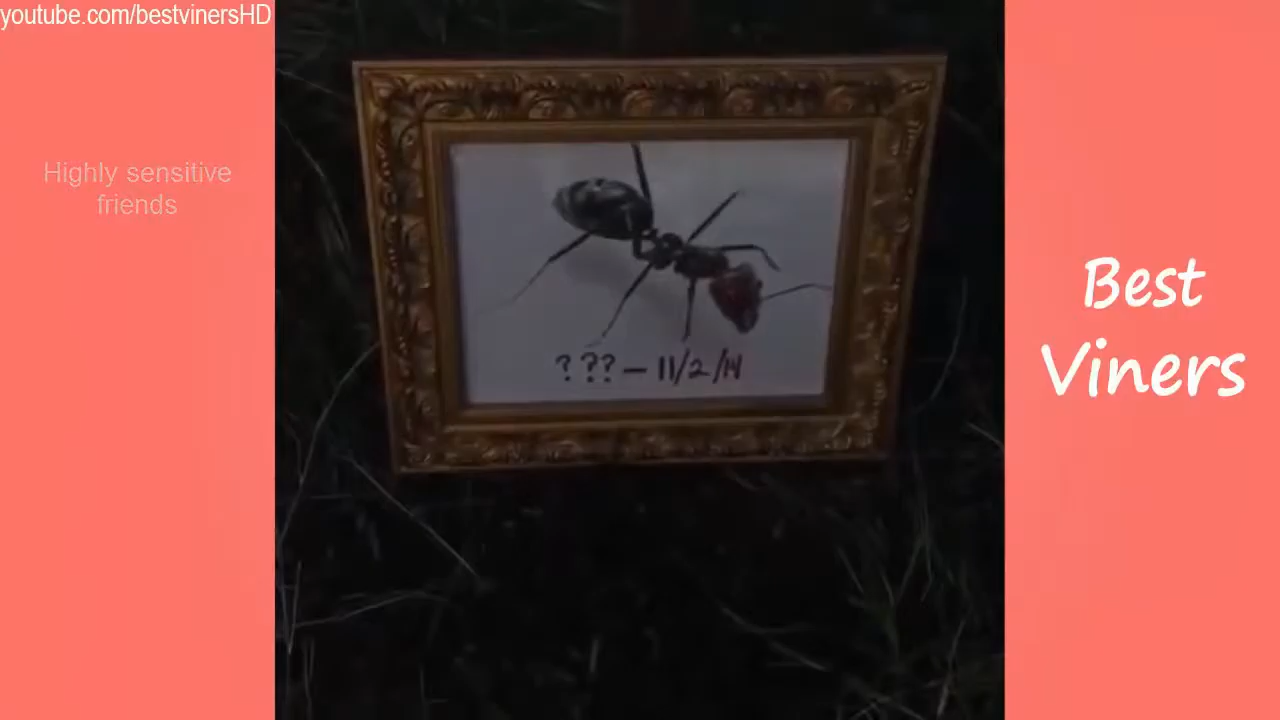 youtube.com/bestvinersHD
Highly sensitive
friends
? ?? – 11/2/14
Best
Viners